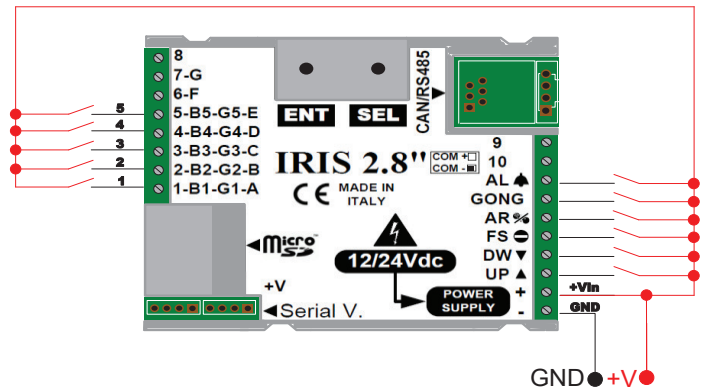 8
7-G
6-F
5-B5-G5-E
4-B4-G4-D
3-B3-G3-C
2-B2-G2-B
1-B1-G1-A
5
4
3
2
1
ENT
SEL
CAN/RS485
IRIS 2.8"
COM +
COM -
CE
MADE IN
ITALY
9
10
AL
GONG
AR
FS
DW
UP
+
-
Micro
SD
12/24Vdc
POWER
SUPPLY
+V
Serial V.
+Vin
GND
GND
+V